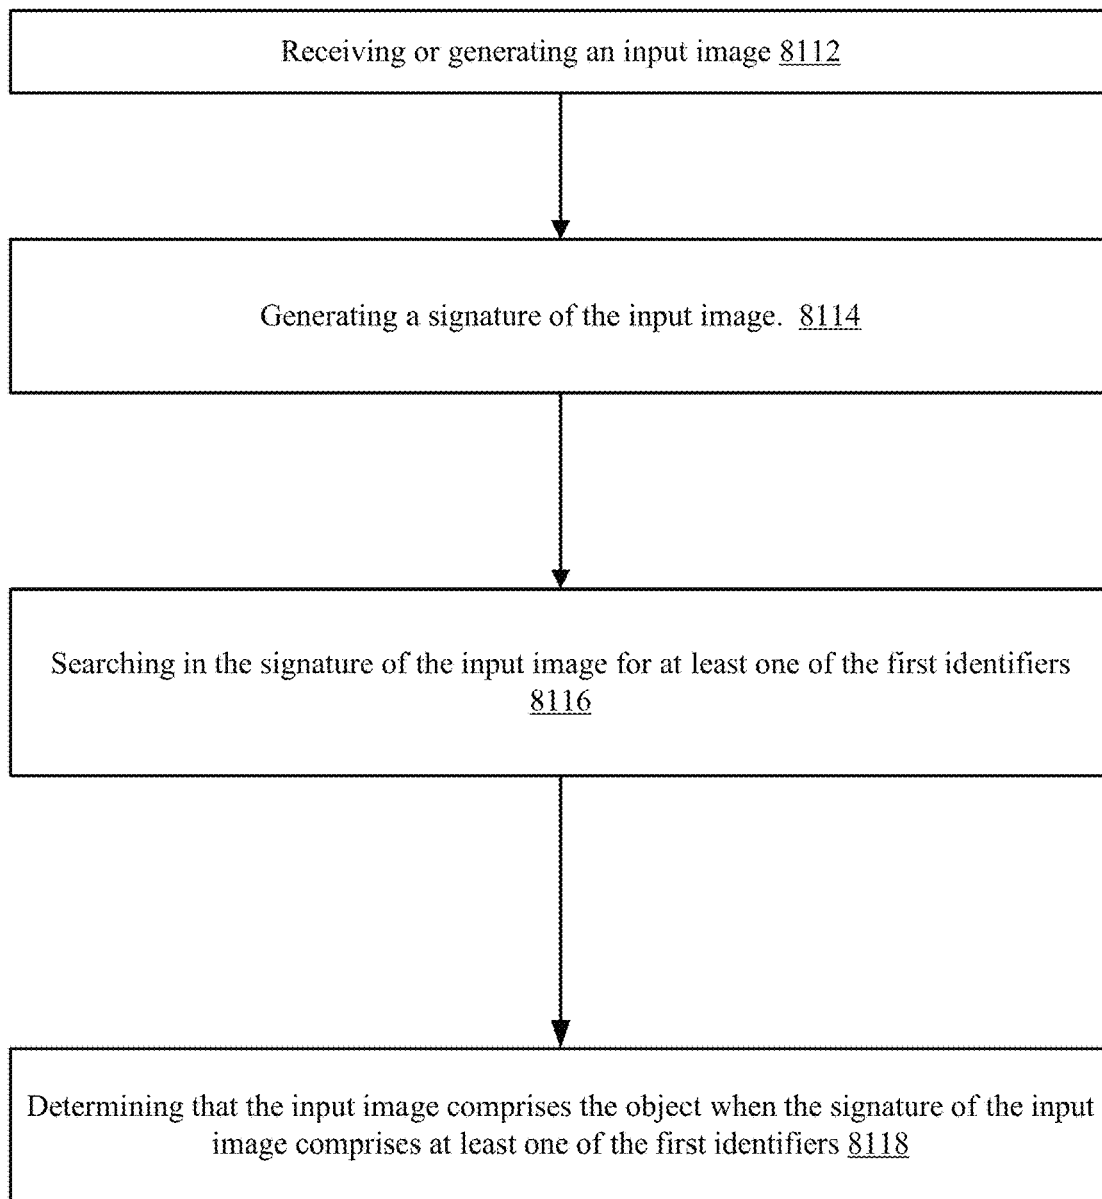 Receiving or generating an input image 8112
Generating a signature of the input image. 8114
Searching in the signature of the input image for at least one of the first identifiers
8116
Determining that the input image comprises the object when the signature of the input
image comprises at least one of the first identifiers 8118